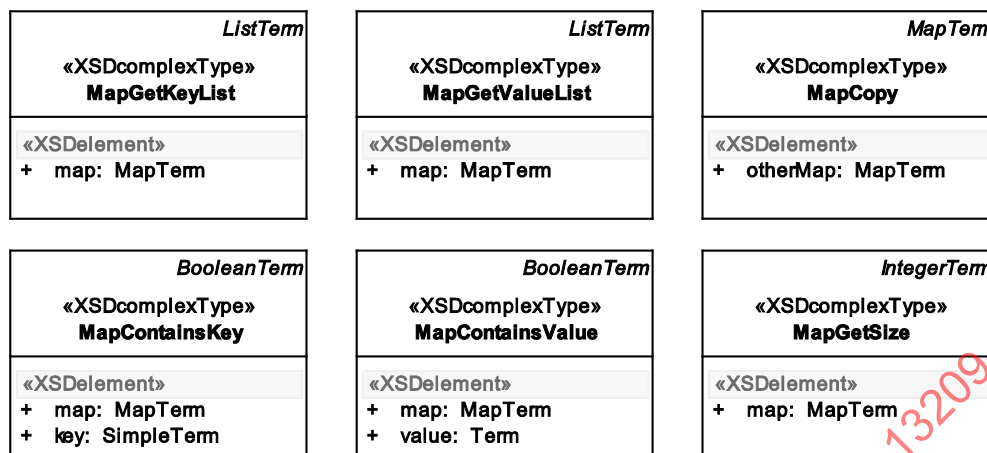 ListTerm
«XSDcomplexType»
MapGetKeyList
«XSDelement»
+ map: MapTerm
ListTerm
«XSDcomplexType»
MapGetValueList
«XSDelement»
+ map: MapTerm
MapTerm
«XSDcomplexType»
MapCopy
«XSDelement»
+ otherMap: MapTerm
BooleanTerm
«XSDcomplexType»
MapContainsKey
«XSDelement»
+ map: MapTerm
+ key: SimpleTerm
BooleanTerm
«XSDcomplexType»
MapContainsValue
«XSDelement»
+ map: MapTerm
+ value: Term
IntegerTerm
«XSDcomplexType»
MapGetSize
«XSDelement»
+ map: MapTerm
13209